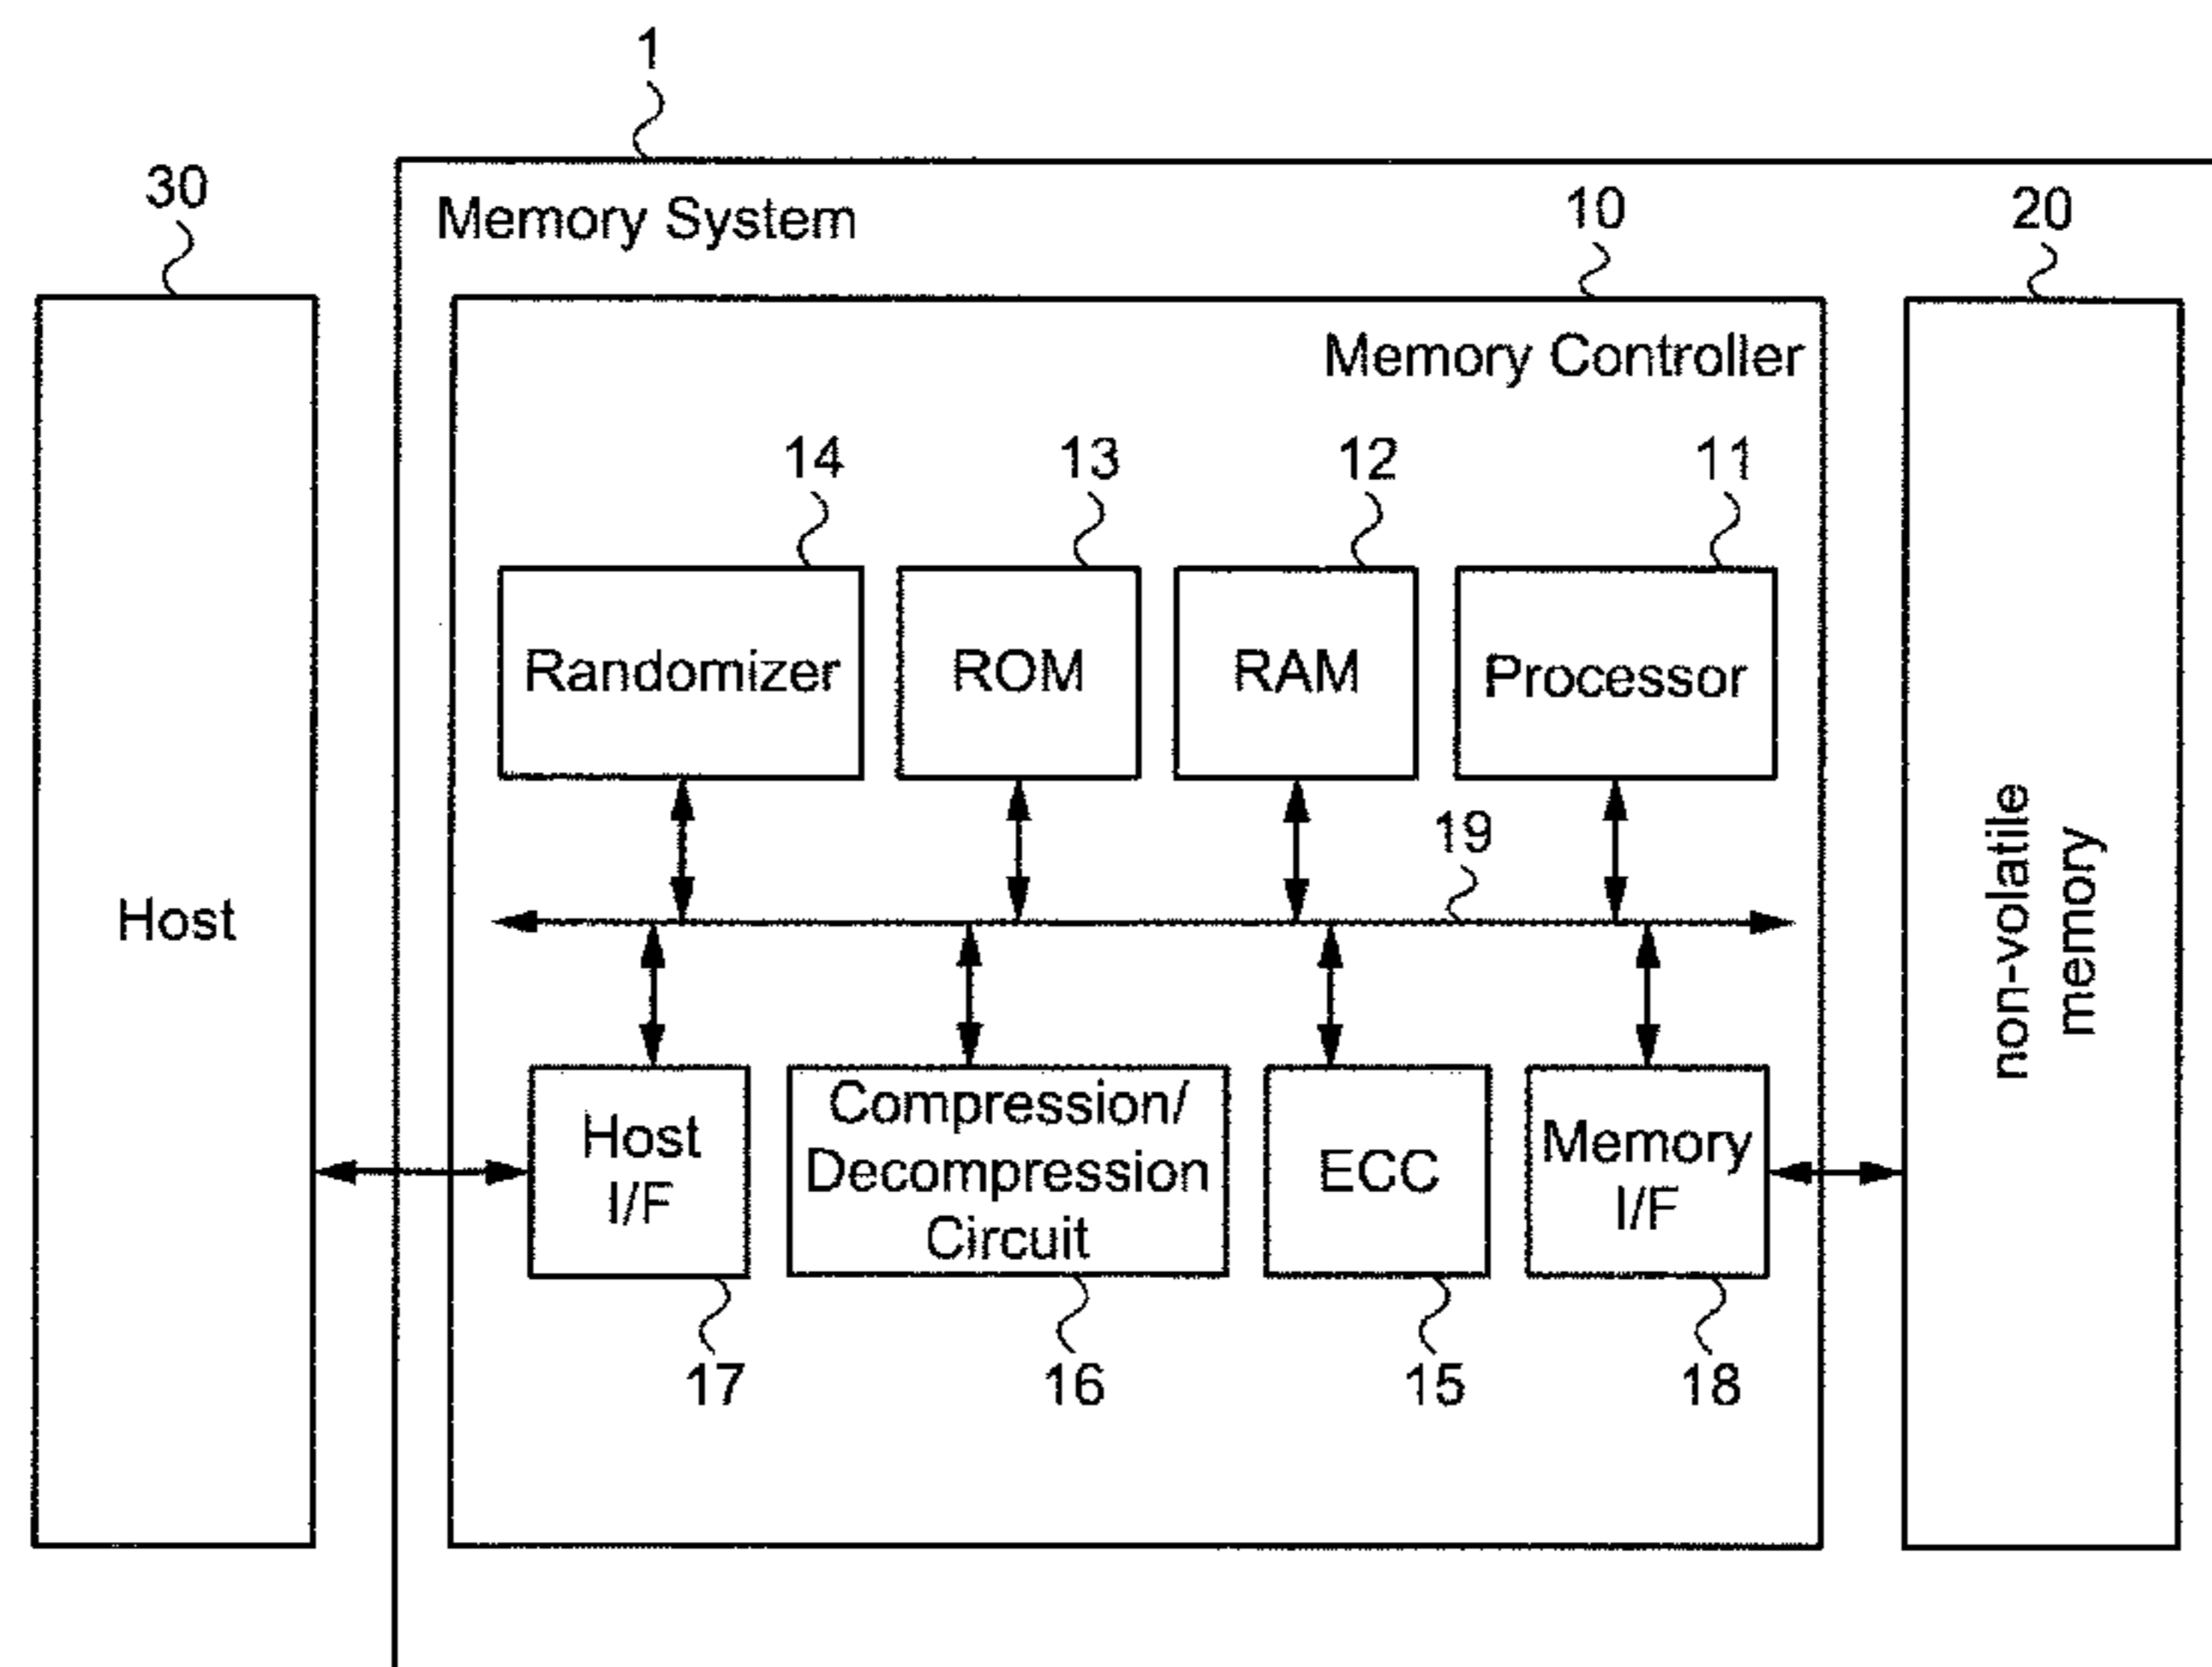 1
30
Memory System
10
20
Memory Controller
14
13
12
11
Randomizer
ROM
RAM
Processor
19
Host
non-volatile
memory
Host
I/F
Compression/
Decompression
Circuit
ECC
Memory
I/F
17
16
15
18